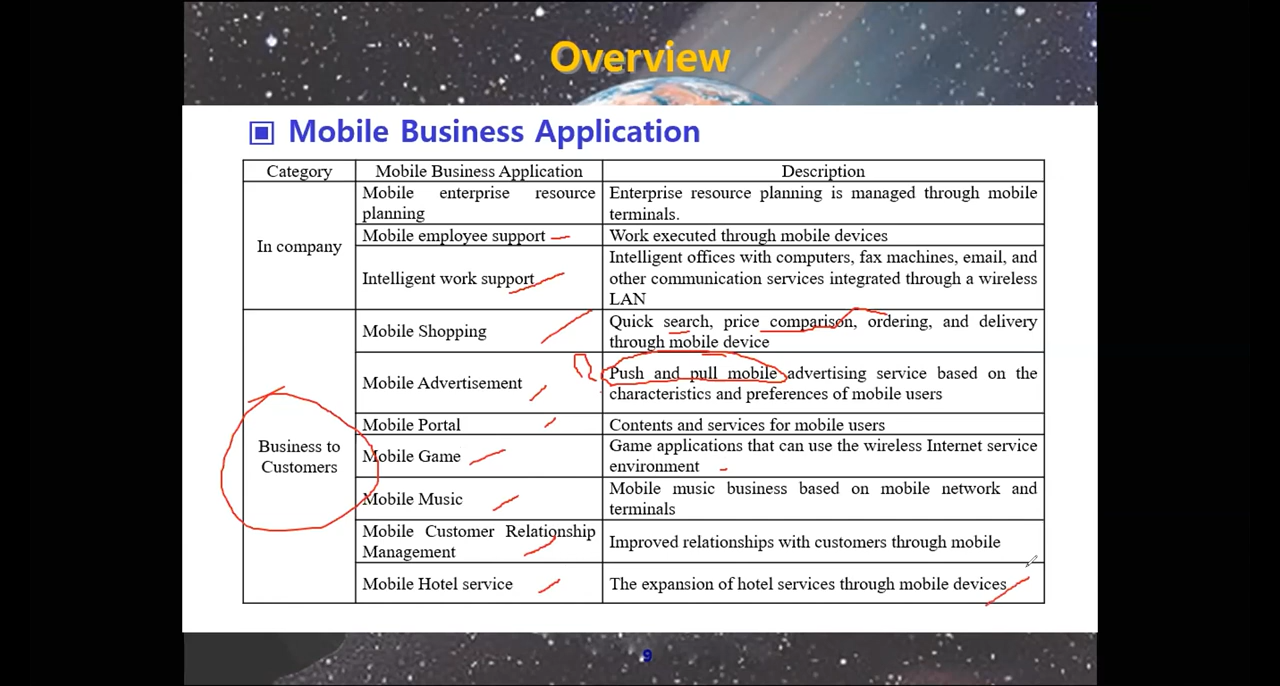 Overview
Mobile Business Application
Category Mobile Business Application Description
In company
Mobile enterprise resource
planning
Enterprise resource planning is managed through mobile
terminals.
Mobile employee support
Work executed through mobile devices
Intelligent work support
Intelligent offices with computers, fax machines, email, and
other communication services integrated through a wireless
LAN
Business to
Customers
Mobile Shopping
Quick search, price comparison, ordering, and delivery
through mobile device
Mobile Advertisement
Push and pull mobile advertising service based on the
characteristics and preferences of mobile users
Mobile Portal
Contents and services for mobile users
Mobile Game
Game applications that can use the wireless Internet service
environment
Mobile Music
Mobile music business based on mobile network and
terminals
Mobile Customer Relationship
Management
Improved relationships with customers through mobile
Mobile Hotel service
The expansion of hotel services through mobile devices
9